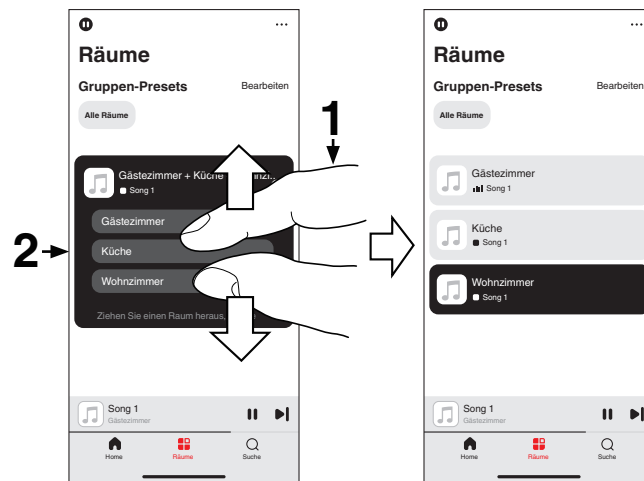 Räume
Gruppen-Presets Bearbeiten
Alle Räume
1
Gästezimmer + Küche
Song 1
Gästezimmer
2
Küche
Wohnzimmer
Ziehen Sie einen Raum heraus,
Song 1
Gästezimmer
Home Räume Suche
Räume
Gruppen-Presets Bearbeiten
Alle Räume
Gästezimmer
Song 1
Küche
Song 1
Wohnzimmer
Song 1
Song 1
Gästezimmer
Home Räume Suche